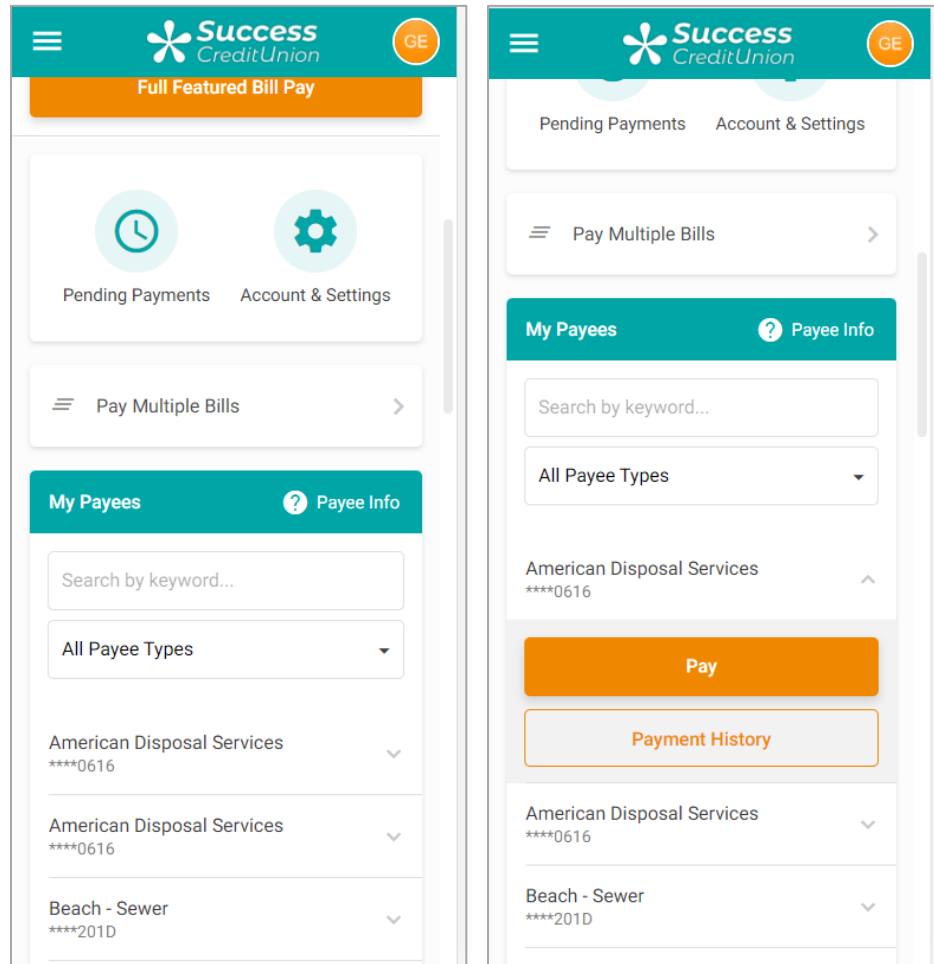 Success
CreditUnion
GE
Full Featured Bill Pay
Pending Payments
Account & Settings
Pay Multiple Bills
My Payees
? Payee Info
Search by keyword...
All Payee Types
American Disposal Services
****0616
American Disposal Services
****0616
Beach - Sewer
****201D
Success
CreditUnion
GE
Pending Payments
Account & Settings
Pay Multiple Bills
My Payees
? Payee Info
Search by keyword...
All Payee Types
American Disposal Services
****0616
Pay
Payment History
American Disposal Services
****0616
Beach - Sewer
****201D